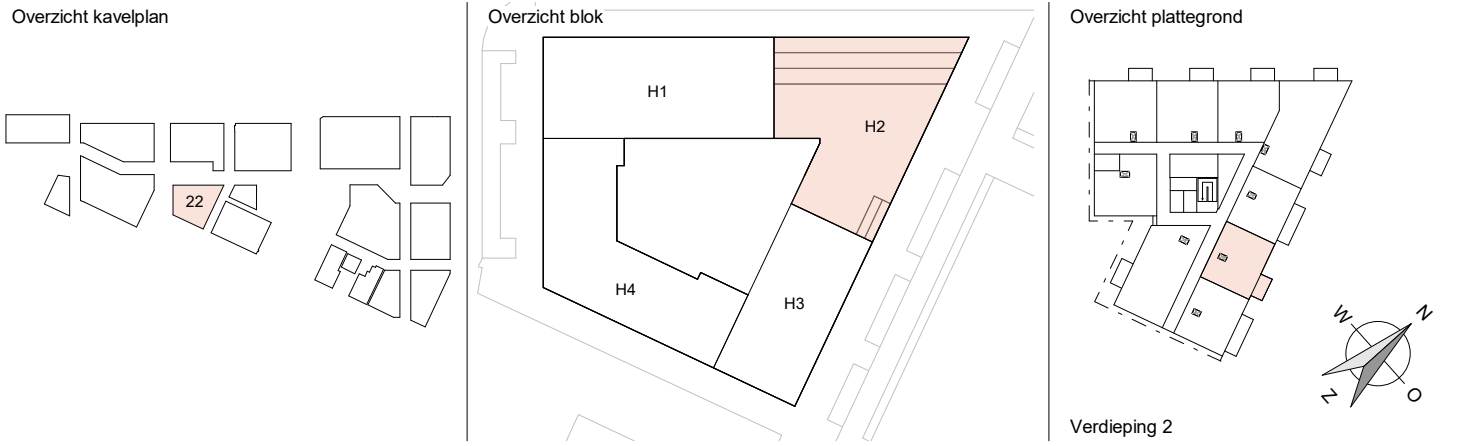 Overzicht kavelplan
22
Overzicht blok
H1
H2
H3
H4
Overzicht plattegrond
N
W
O
Z
Verdieping 2